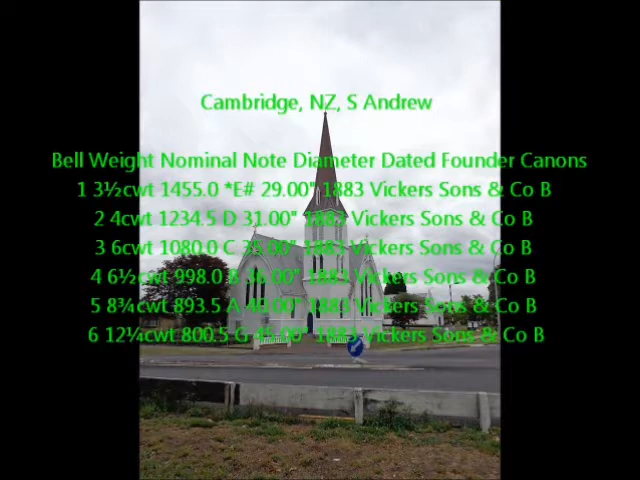 Cambridge, NZ, S Andrew
Bell Weight Nominal Note Diameter Dated Founder Canons
1 3½cwt 1455.0 *E# 29.00" 1883 Vickers Sons & Co B
2 4cwt 1234.5 D 31.00" 1883 Vickers Sons & Co B
3 6cwt 1080.0 C 35.00" 1883 Vickers Sons & Co B
4 6½cwt 998.0 B 36.00" 1883 Vickers Sons & Co B
5 8¾cwt 893.5 A 40.00" 1883 Vickers Sons & Co B
6 12¼cwt 800.5 G 45.00" 1883 Vickers Sons & Co B